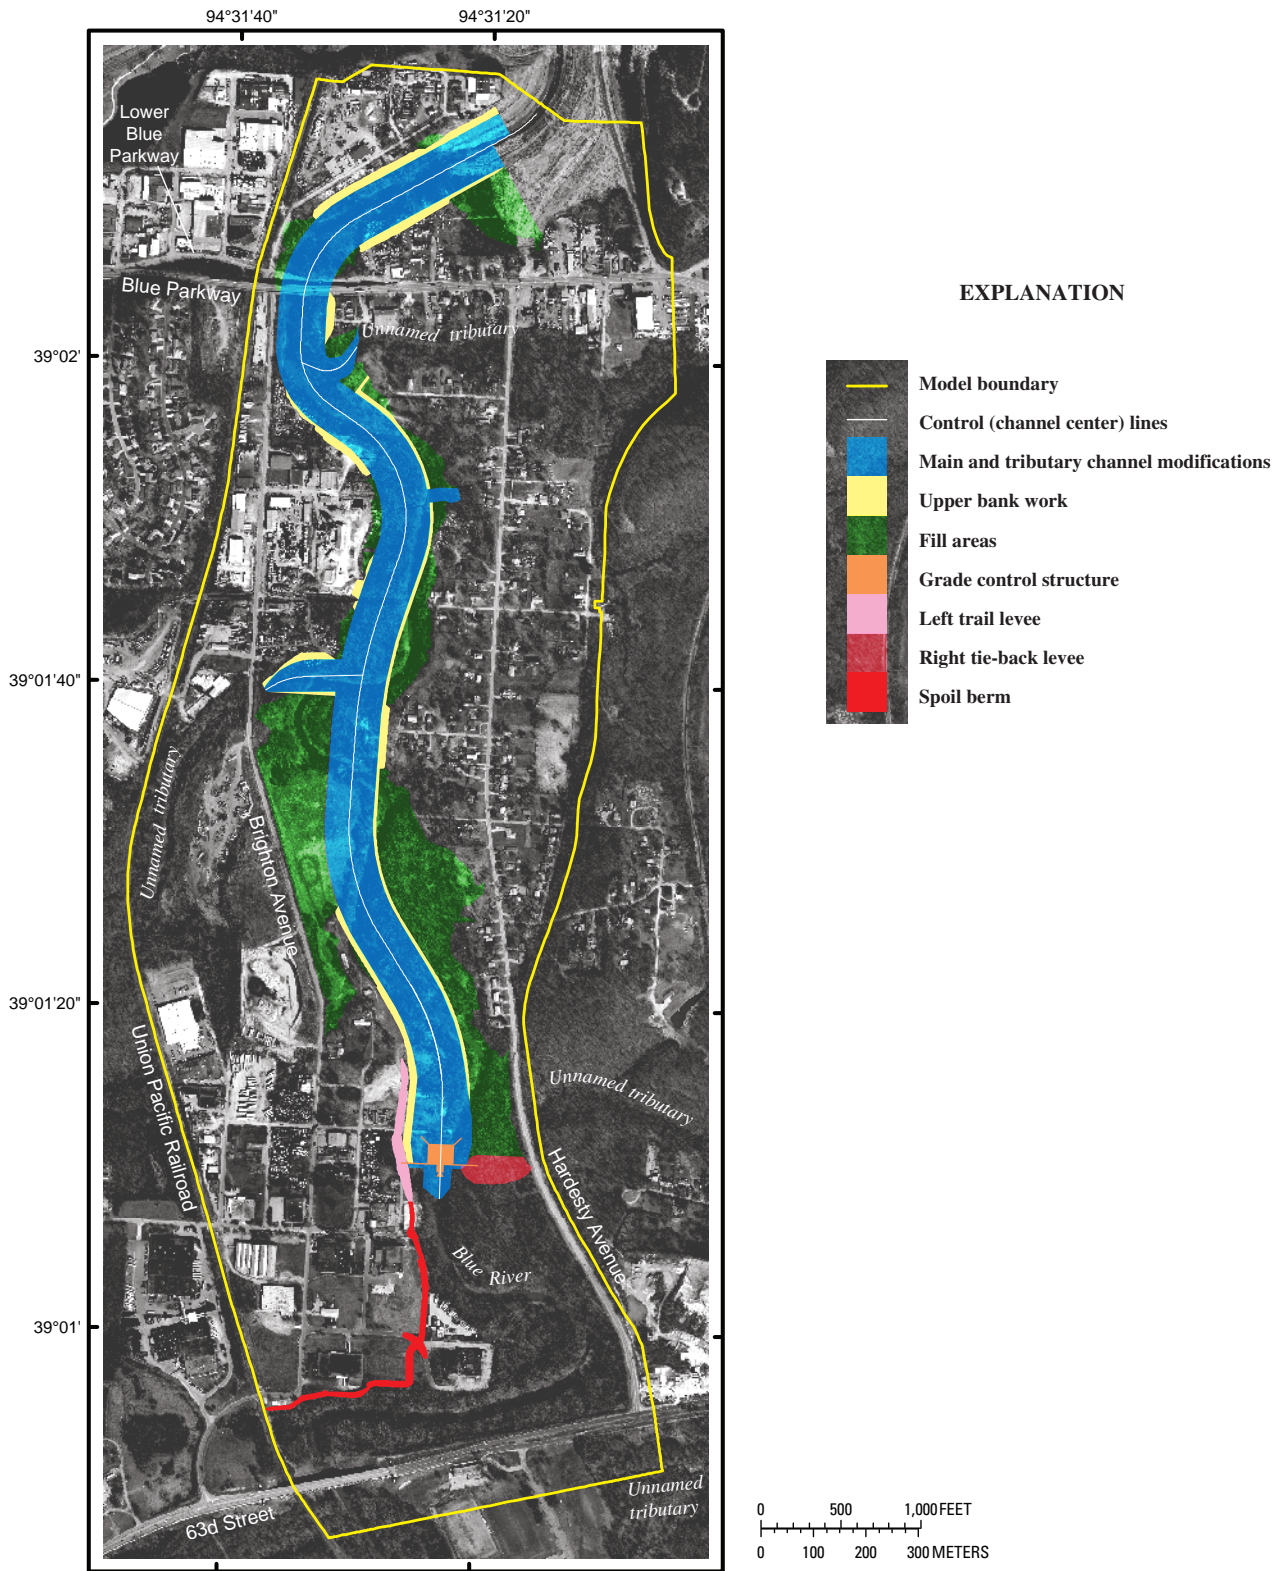 94°31'40"
94°31'20"
Lower
Blue
Parkway
Blue Parkway
Unnamed tributary
39°02'
39°01'40"
Unnamed tributary
Brighton Avenue
39°01'20"
Union Pacific Railroad
Unnamed tributary
Hardesty Avenue
Blue River
39°01'
63d Street
Unnamed
tributary
EXPLANATION
Model boundary
Control (channel center) lines
Main and tributary channel modifications
Upper bank work
Fill areas
Grade control structure
Left trail levee
Right tie-back levee
Spoil berm
0 500 1,000 FEET
0 100 200 300 METERS